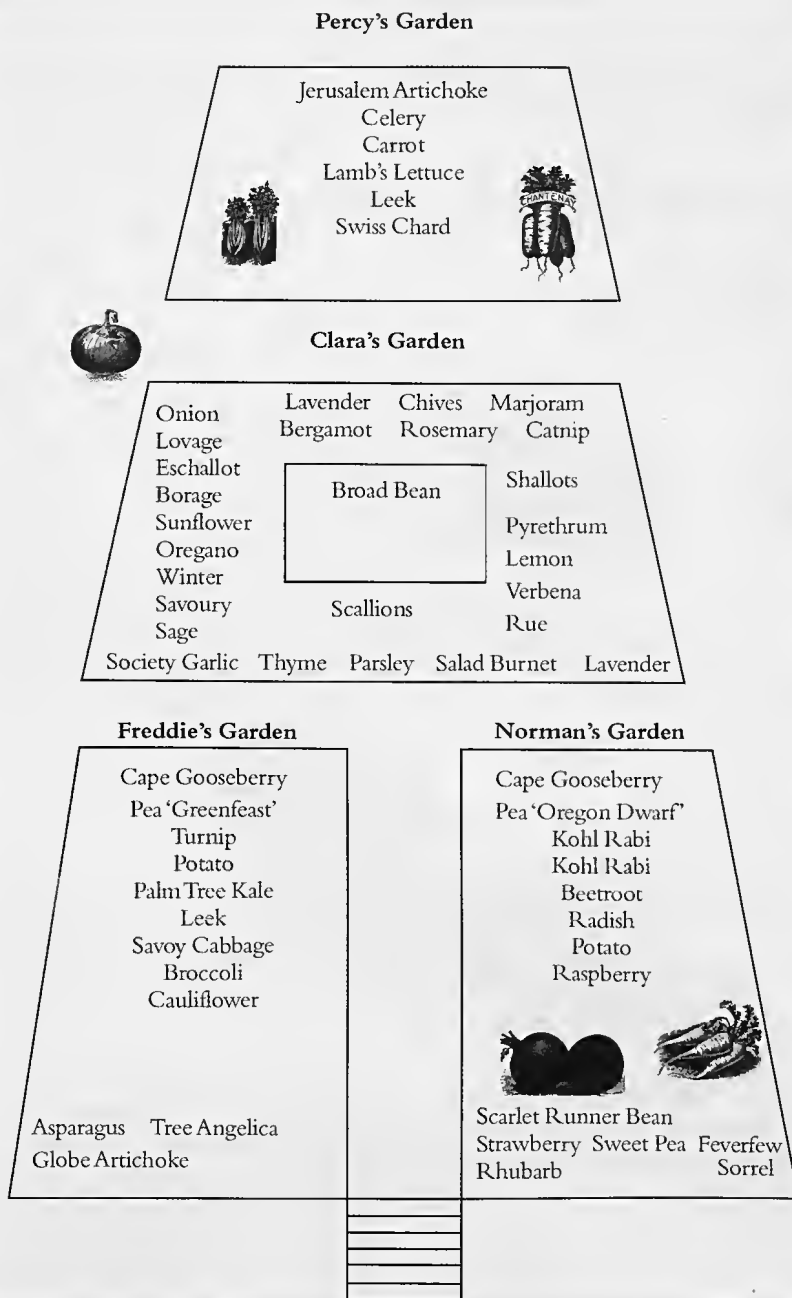 Percy's Garden
Jerusalem Artichoke
Celery
Carrot
Lamb's Lettuce
Leek
Swiss Chard
CHANTENAY
Clara's Garden
Onion
Lovage
Eschallot
Borage
Sunflower
Oregano
Winter
Savoury
Sage
Lavender Chives Marjoram
Bergamot Rosemary Catnip
Broad Bean
Scallions
Shallots
Pyrethrum
Lemon
Verbena
Rue
Society Garlic Thyme Parsley Salad Burnet Lavender
Freddie's Garden
Cape Gooseberry
Pea 'Greenfeast'
Turnip
Potato
Palm Tree Kale
Leek
Savoy Cabbage
Broccoli
Cauliflower
Asparagus Tree Angelica
Globe Artichoke
Norman's Garden
Cape Gooseberry
Pea 'Oregon Dwarf'
Kohl Rabi
Kohl Rabi
Beetroot
Radish
Potato
Raspberry
Scarlet Runner Bean
Strawberry Sweet Pea Feverfew
Rhubarb Sorrel